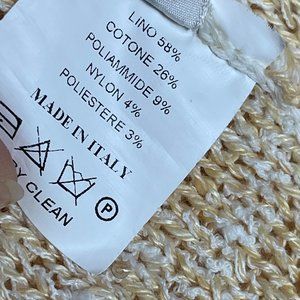 LINO 58%
COTONE 26%
POLIAMMIDE 9%
NYLON 4%
POLIESTERE 3%
MADE IN ITALY
P
CLEAN